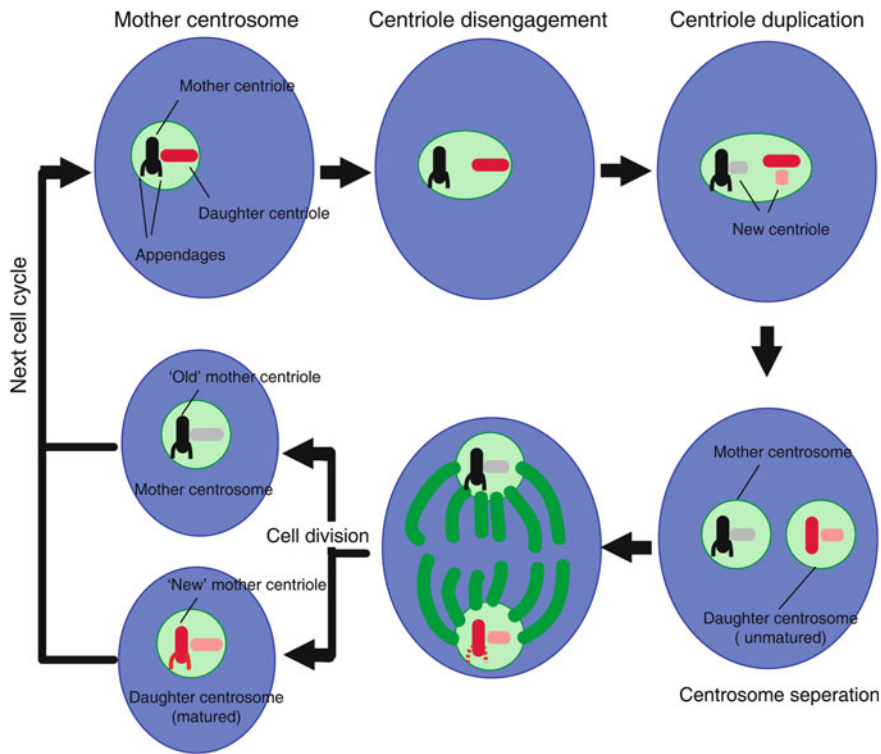 Mother centrosome
Centriole disengagement
Centriole duplication
Mother centriole
Daughter centriole
Appendages
New centriole
Next cell cycle
'Old' mother centriole
Mother centrosome
Cell division
'New' mother centriole
Daughter centrosome
(matured)
Mother centrosome
Daughter centrosome
( unmatured)
Centrosome seperation